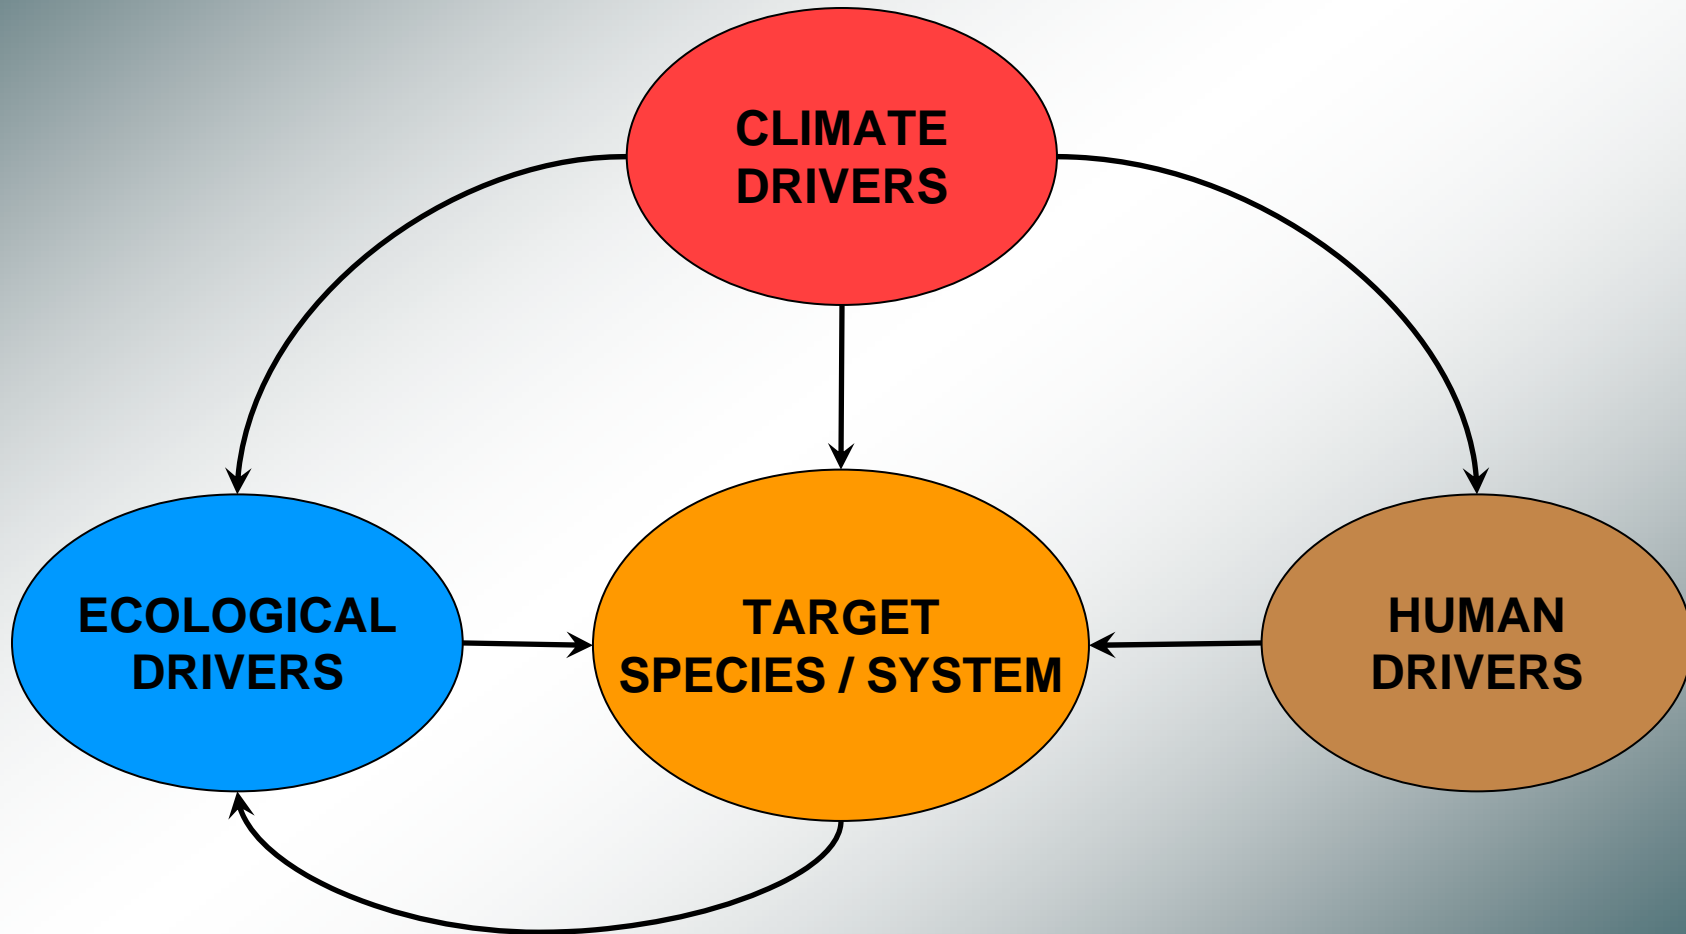 CLIMATE
DRIVERS
ECOLOGICAL
DRIVERS
TARGET
SPECIES / SYSTEM
HUMAN
DRIVERS